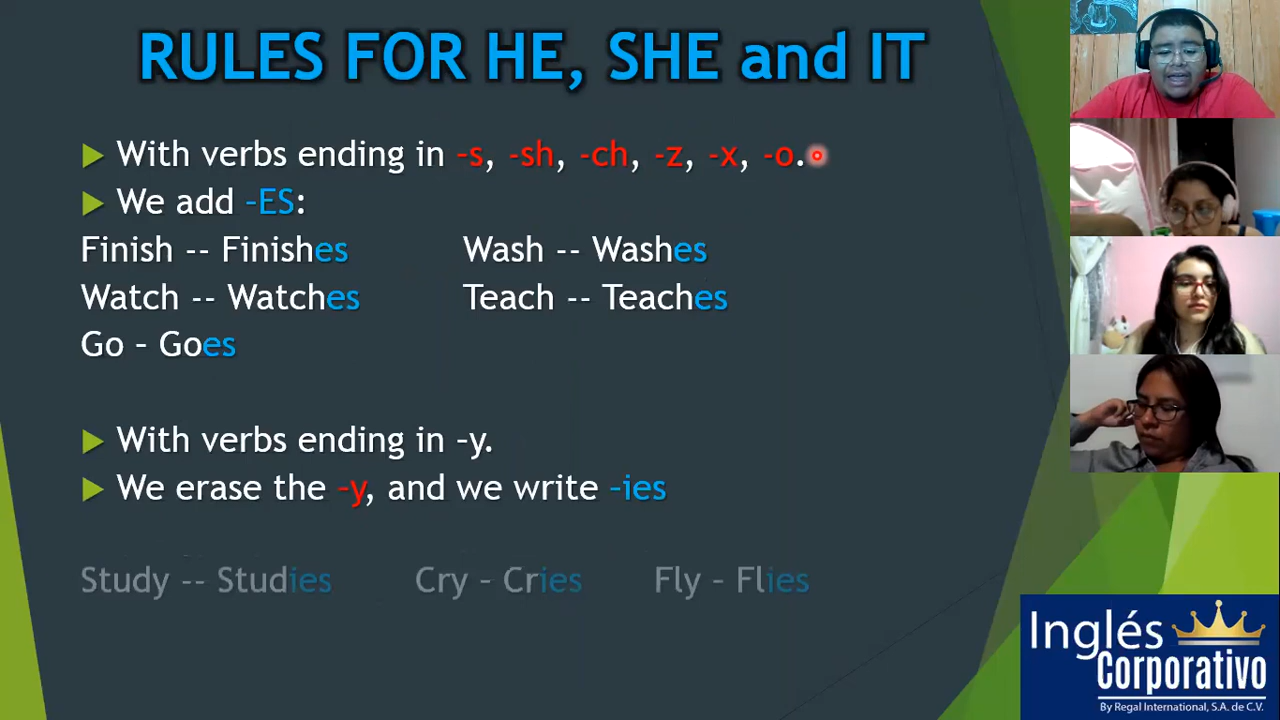 RULES FOR HE, SHE and IT
With verbs ending in –s, -sh, -ch, -z, -x, -o.
We add –ES:
Finish -- Finishes Wash -- Washes
Watch -- Watches Teach -- Teaches
Go – Goes
With verbs ending in –y.
We erase the –y, and we write –ies
Study -- Studies Cry – Cries Fly – Flies
Inglés
Corporativo
By Regal International, S.A. de C.V.